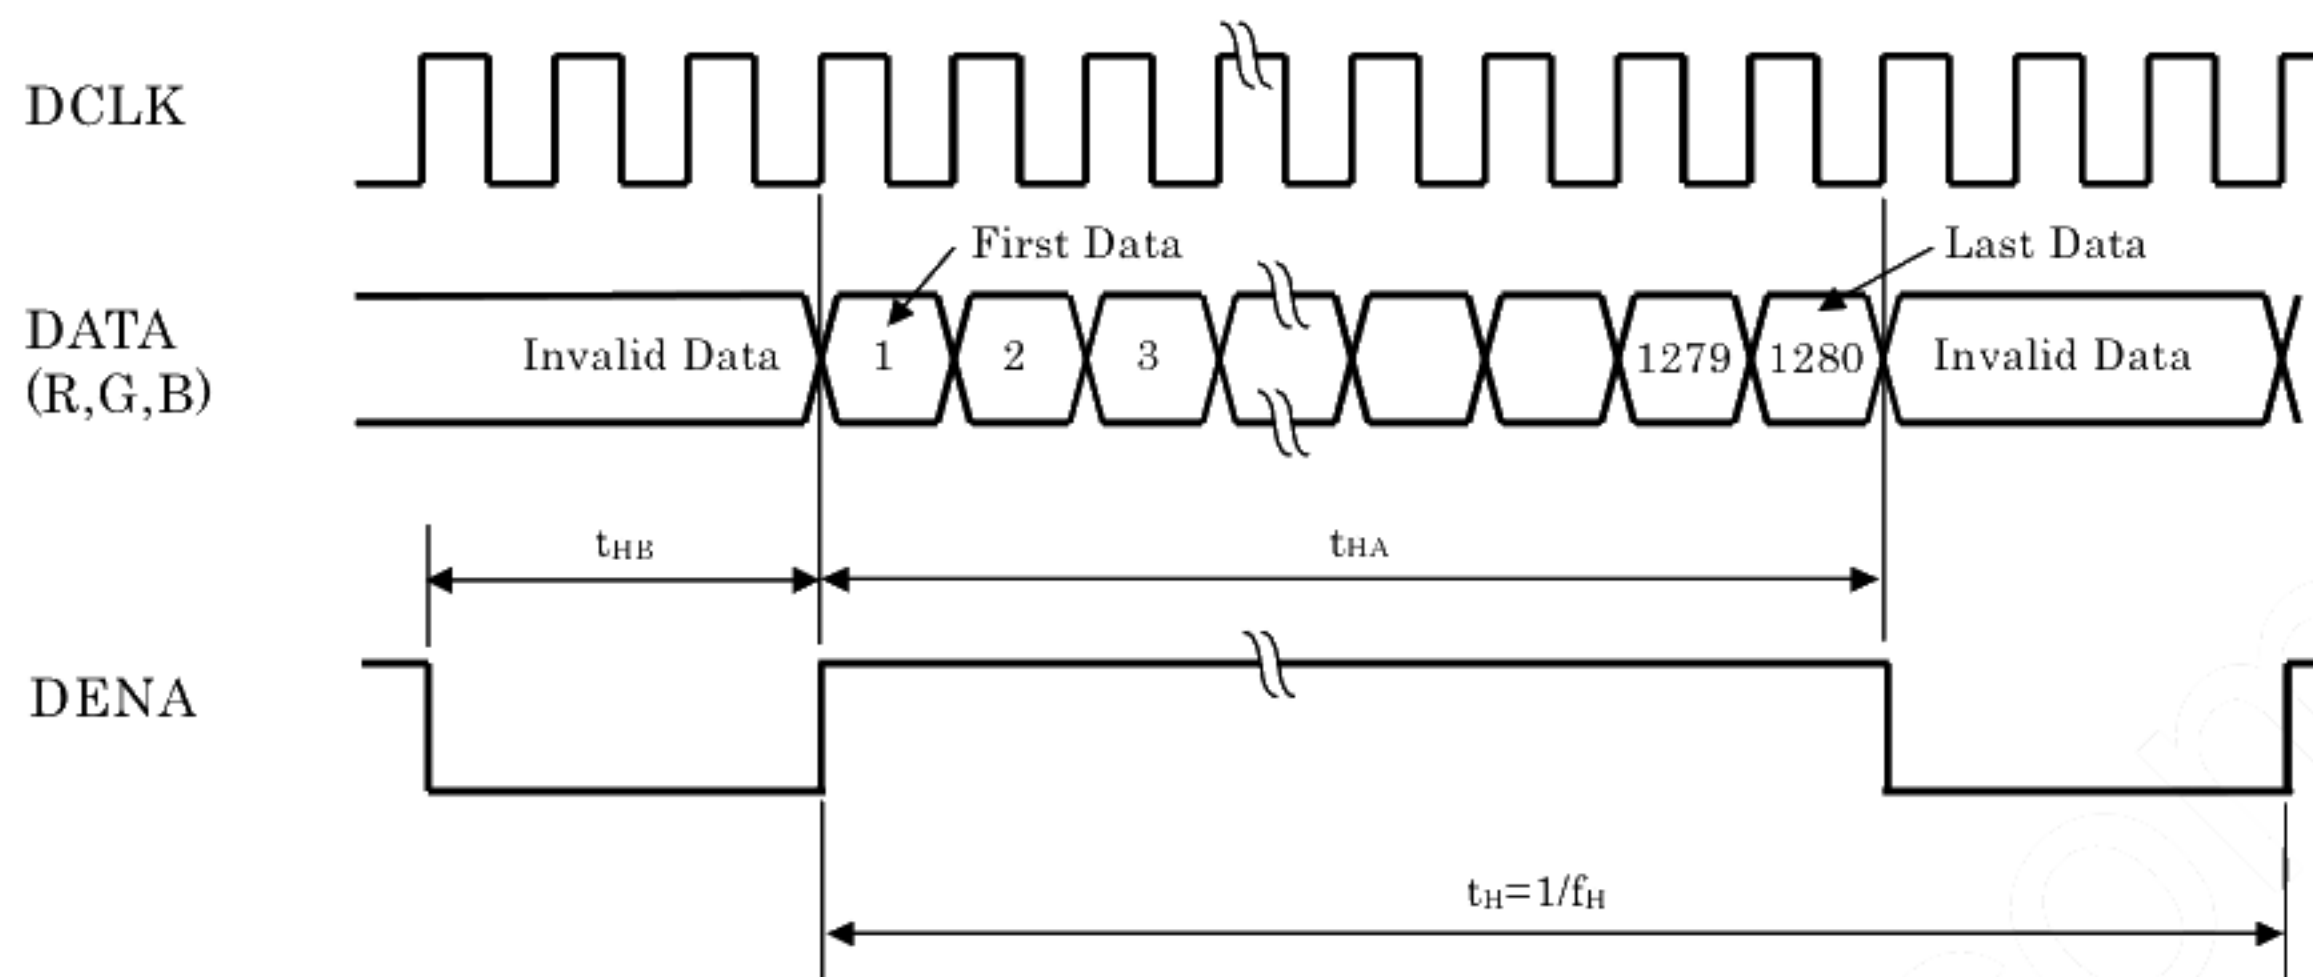 DCLK
First Data
Last Data
DATA
(R,G,B)
Invalid Data
1
2
3
1279
1280
Invalid Data
tHB
tHA
DENA
tH=1/fH